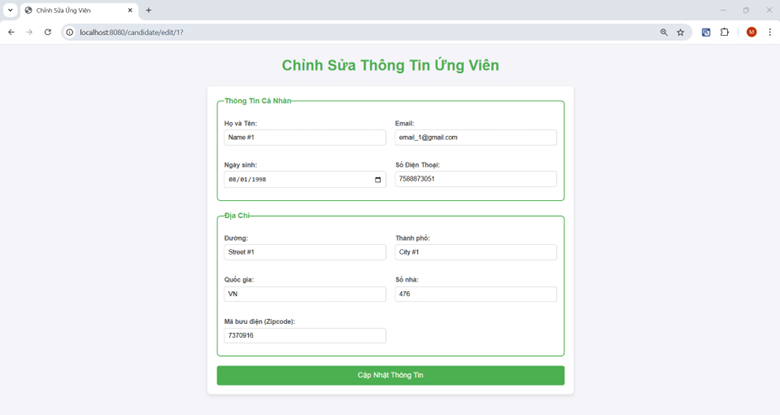 Chỉnh Sửa Ứng Viên
localhost:8080/candidate/edit/1?
M
Chỉnh Sửa Thông Tin Ứng Viên
Thông Tin Cá Nhân
Họ và Tên: Email:
Name #1 email_1@gmail.com
Ngày sinh: Số Điện Thoại:
08/01/1998 7588873051
Địa Chỉ
Đường: Thành phố:
Street #1 City #1
Quốc gia: Số nhà:
VN 476
Mã bưu điện (Zipcode):
7370916
Cập Nhật Thông Tin